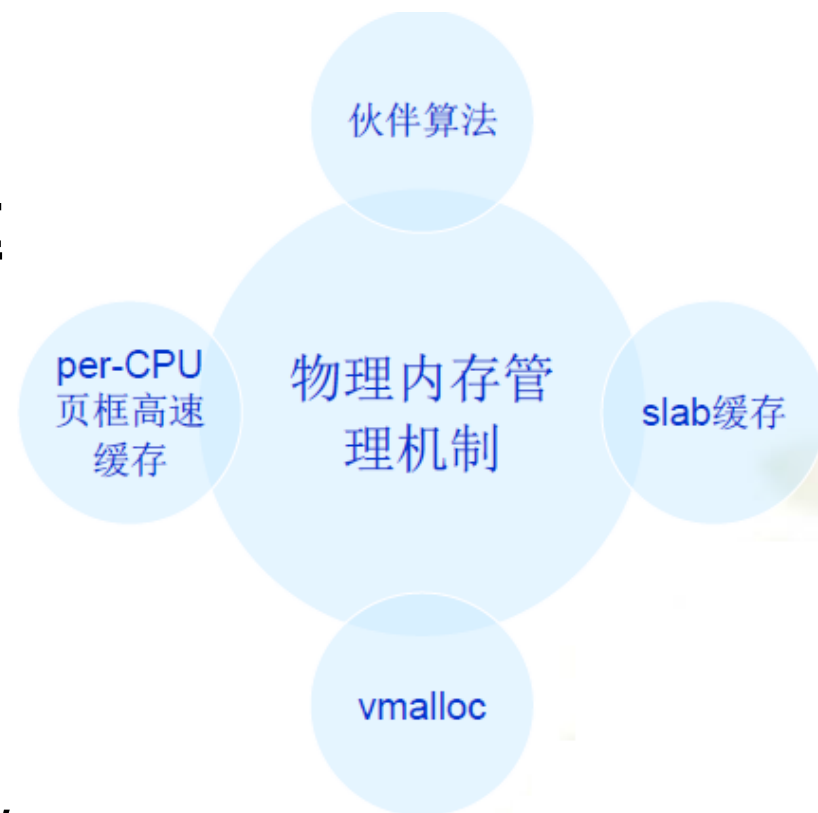 伙伴算法
per-CPU
页框高速
缓存
物理内存管
理机制
slab缓存
vmalloc